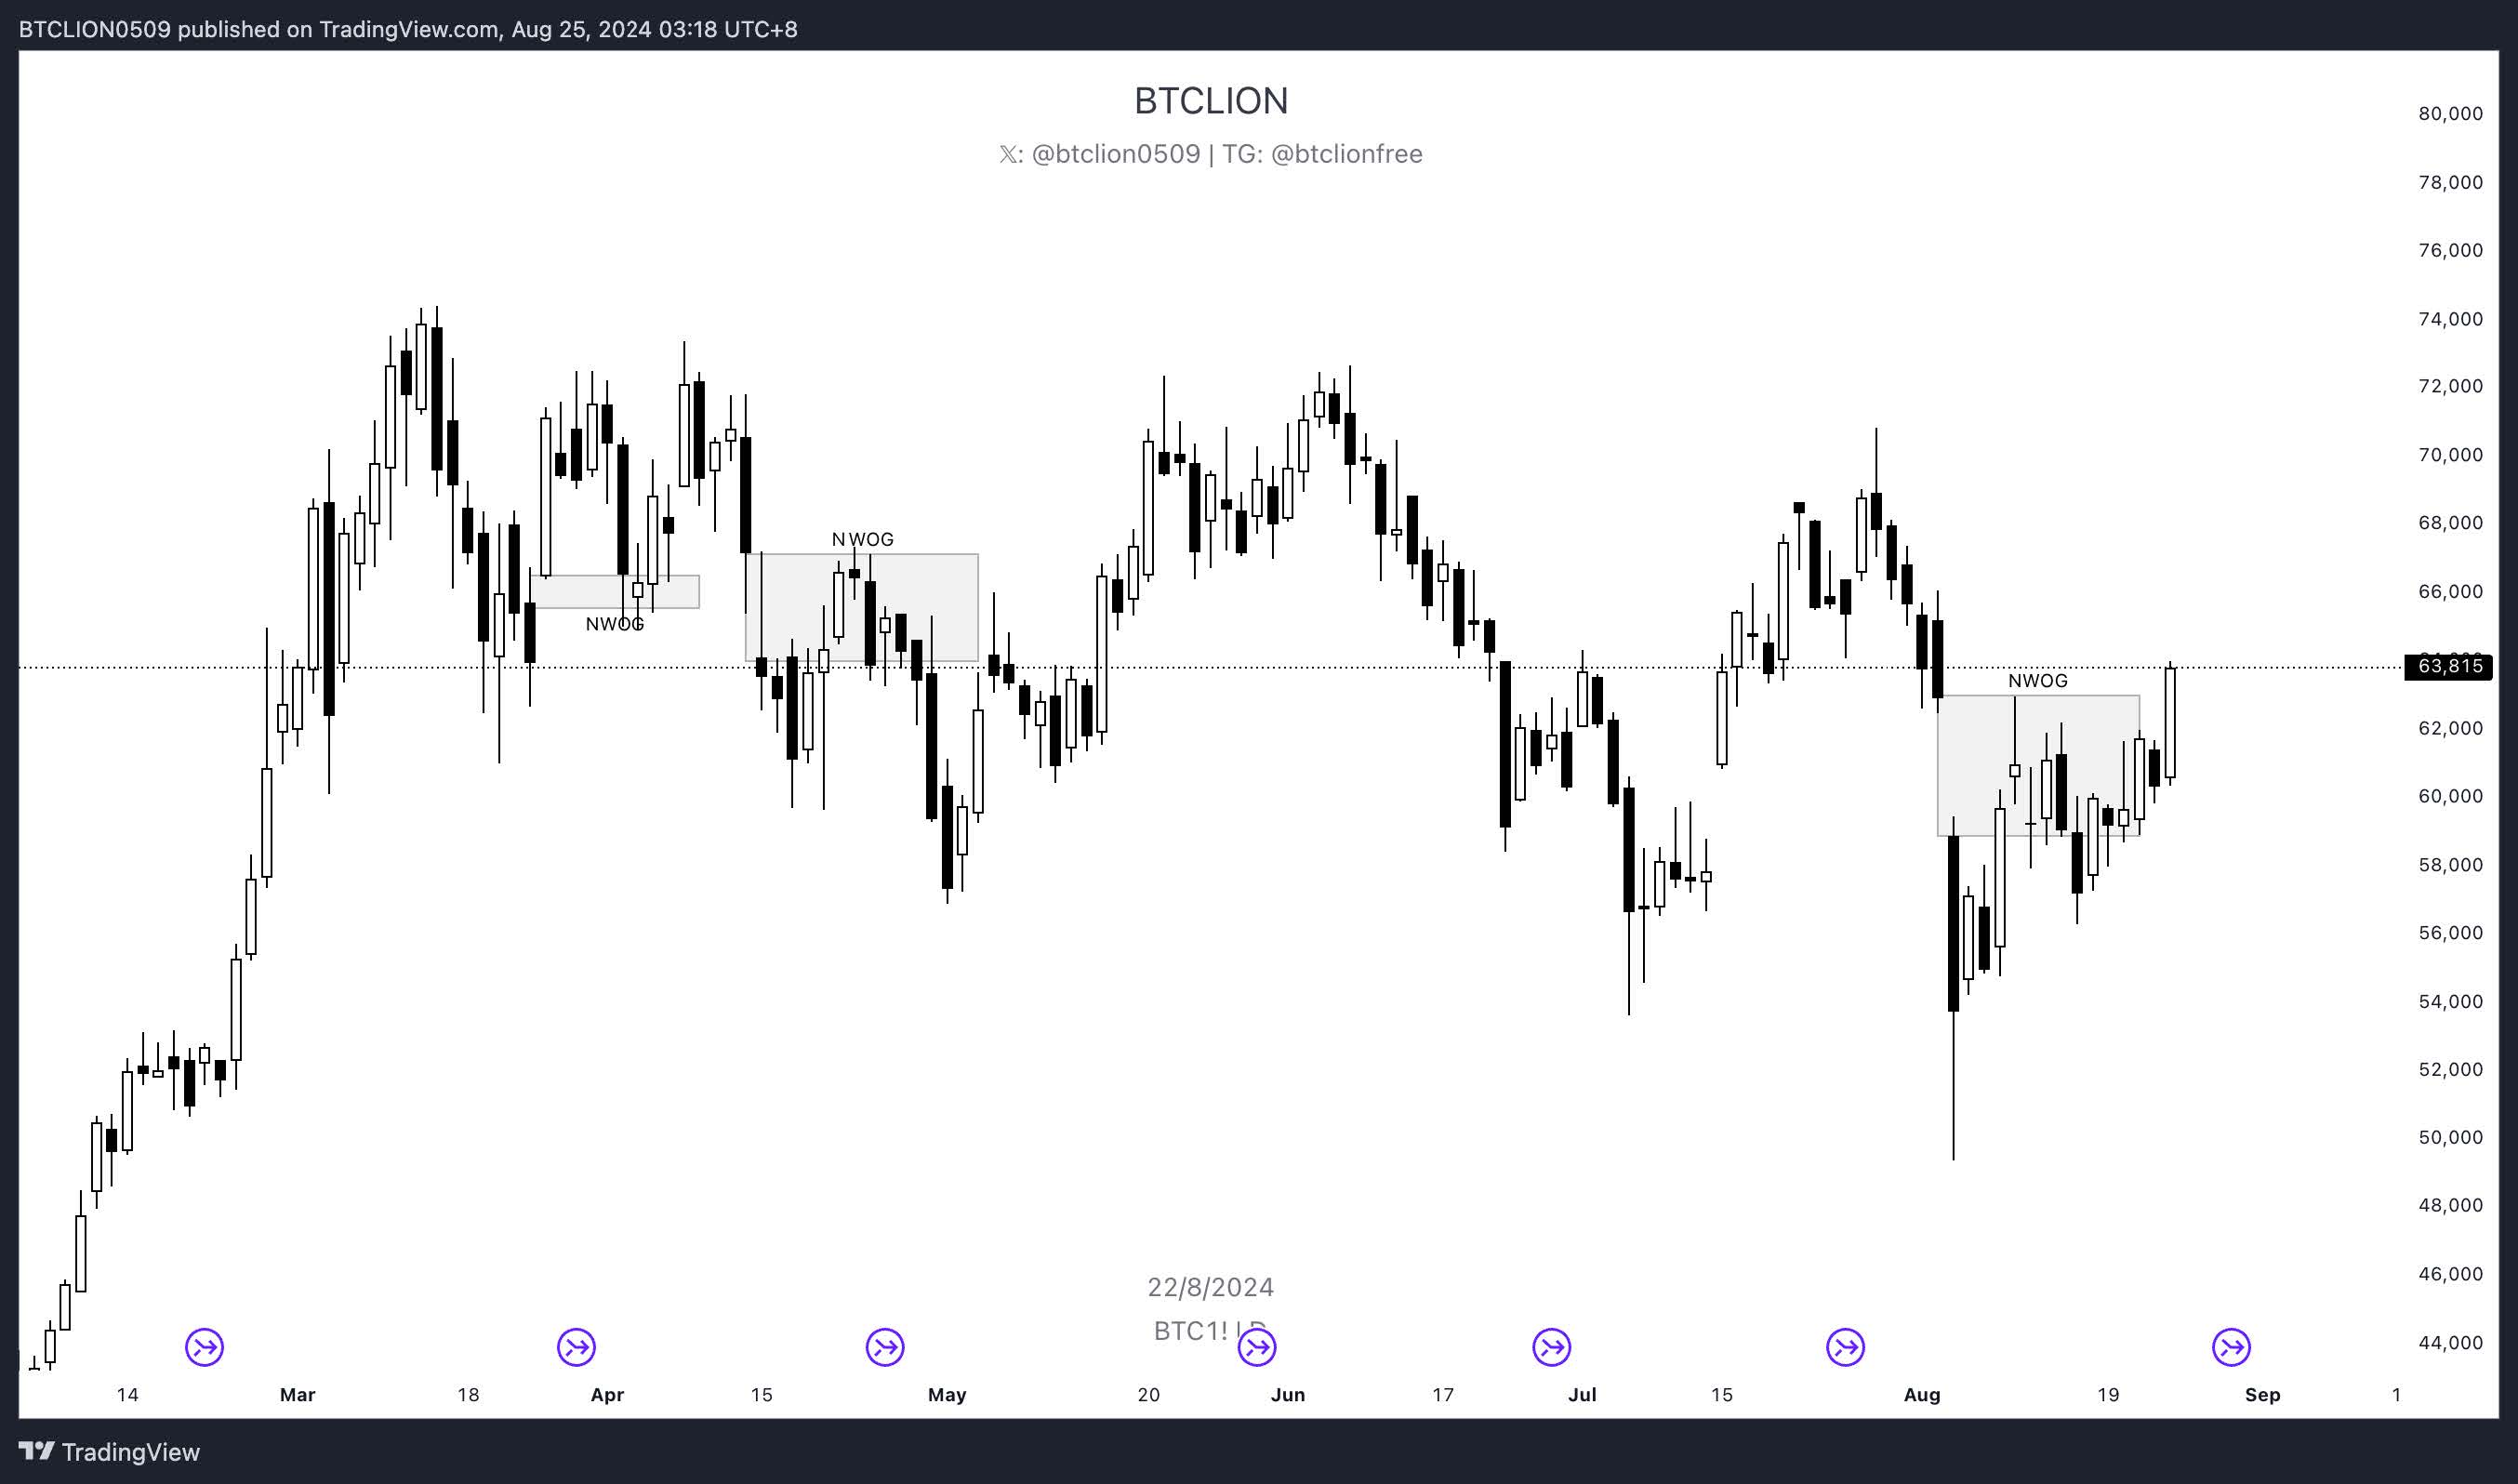 BTCLION0509 published on TradingView.com, Aug 25, 2024 03:18 UTC+8
BTCLION
𝕏: @btclion0509 | TG: @btclionfree
80,000
78,000
76,000
74,000
72,000
70,000
68,000
66,000
63,815
62,000
60,000
58,000
56,000
54,000
52,000
50,000
48,000
46,000
44,000
NWOG
NWOG
NWOG
22/8/2024
BTC1! |
14 Mar 18 Apr 15 May 20 Jun 17 Jul 15 Aug 19 Sep 1
TradingView